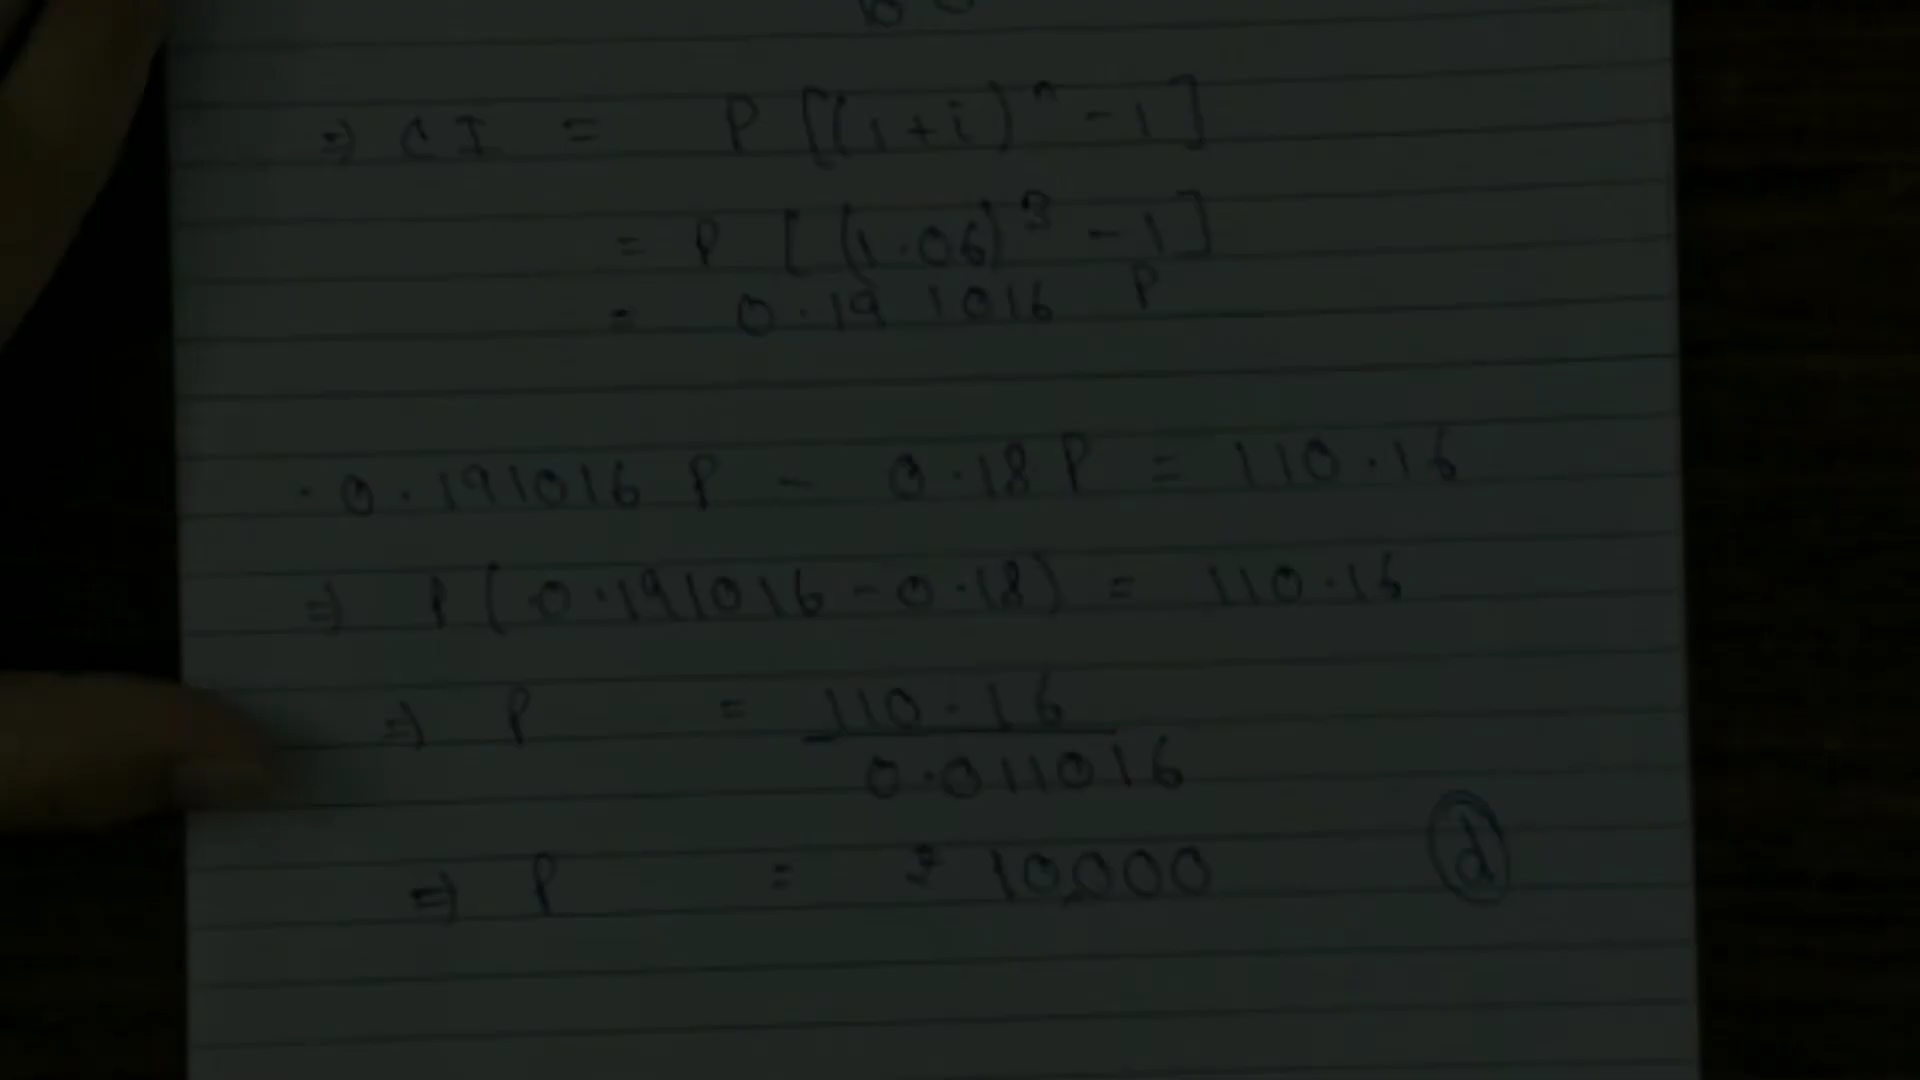 ⇒ CI = P [(1+i)^n - 1]
= P [(1.06)^3 - 1]
= 0.191016 P
0.191016 P - 0.18 P = 110.16
⇒ P (0.191016 - 0.18) = 110.16
⇒ P = 110.16 / 0.011016
⇒ P = ₹ 10,000 (d)